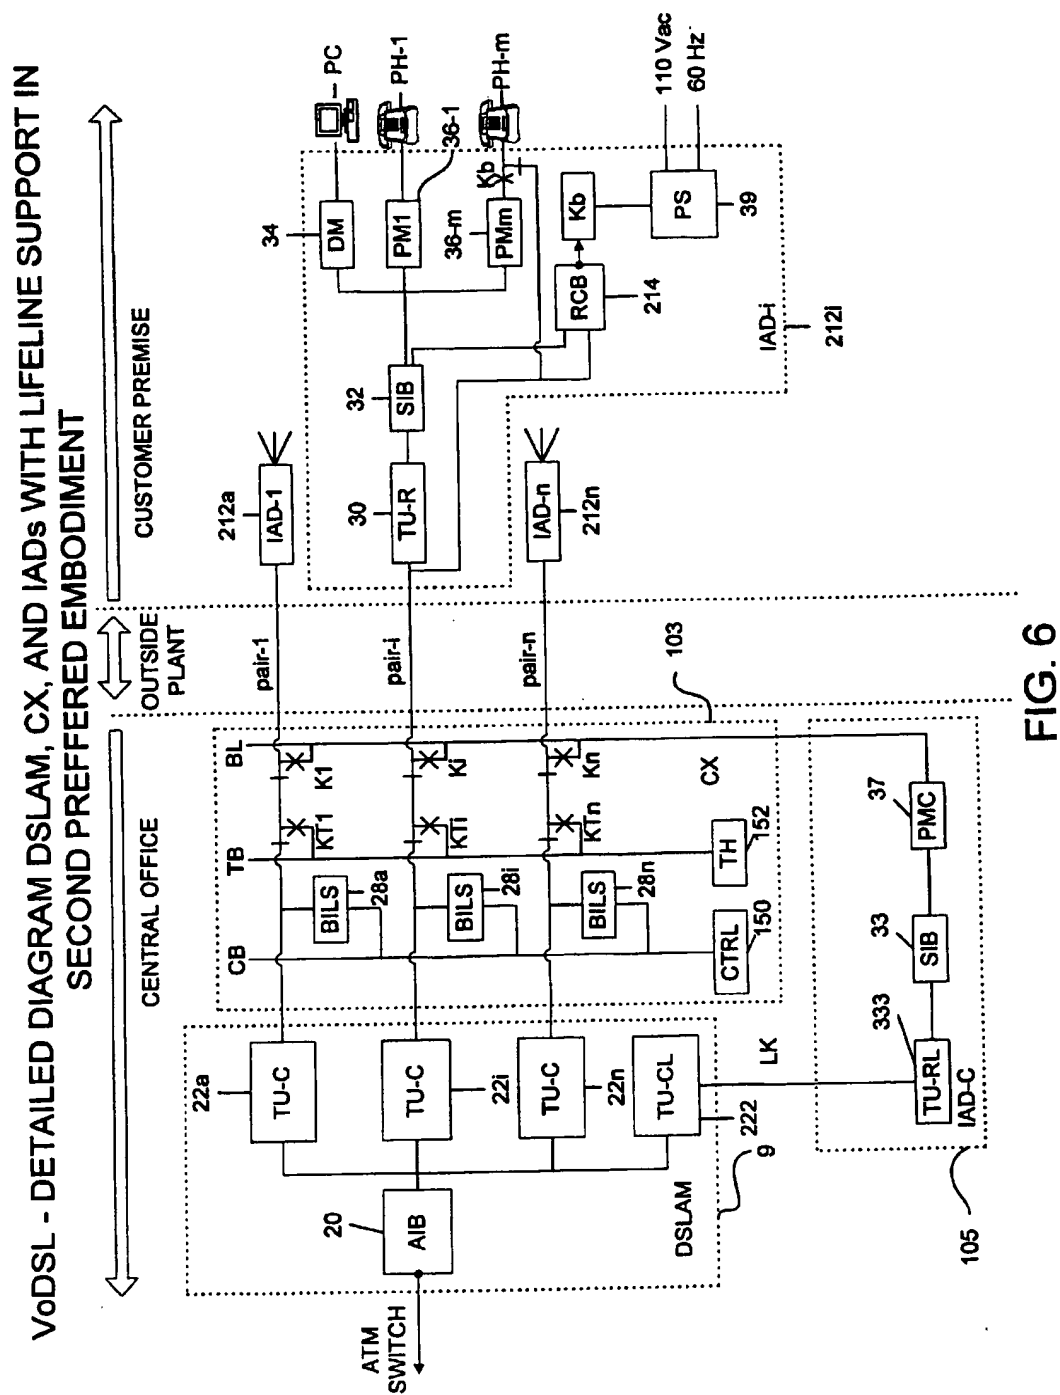 VoDSL - DETAILED DIAGRAM DSLAM, CX, AND IADs WITH LIFELINE SUPPORT IN
SECOND PREFFERED EMBODIMENT
CENTRAL OFFICE
OUTSIDE
PLANT
CUSTOMER PREMISE
ATM
SWITCH
20
AIB
DSLAM
9
22a
TU-C
TU-C
22i
TU-C
22n
TU-CL
222
LK
CB
TB
BL
BILS
28a
BILS
28i
BILS
28n
CTRL
150
TH
152
KT1
KTi
KTn
K1
Ki
Kn
CX
103
105
333
TU-RL
IAD-C
33
SIB
37
PMC
pair-1
pair-i
pair-n
212a
IAD-1
30
TU-R
32
SIB
IAD-n
212n
34
DM
PM1
36-1
36-m
PMm
Kb
PC
PH-1
PH-m
RCB
214
Kb
PS
39
110 Vac
60 Hz
IAD-i
212i
FIG. 6